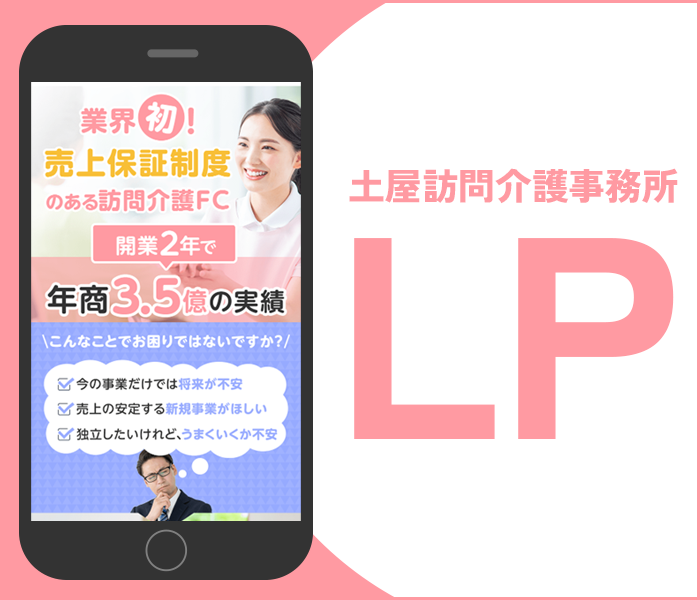 業界初!
売上保証制度
のある訪問介護FC
開業2年で
年商3.5億の実績
\こんなことでお困りではないですか?/
今の事業だけでは将来が不安
売上の安定する新規事業がほしい
独立したいけれど、うまくいくか不安
土屋訪問介護事務所
LP